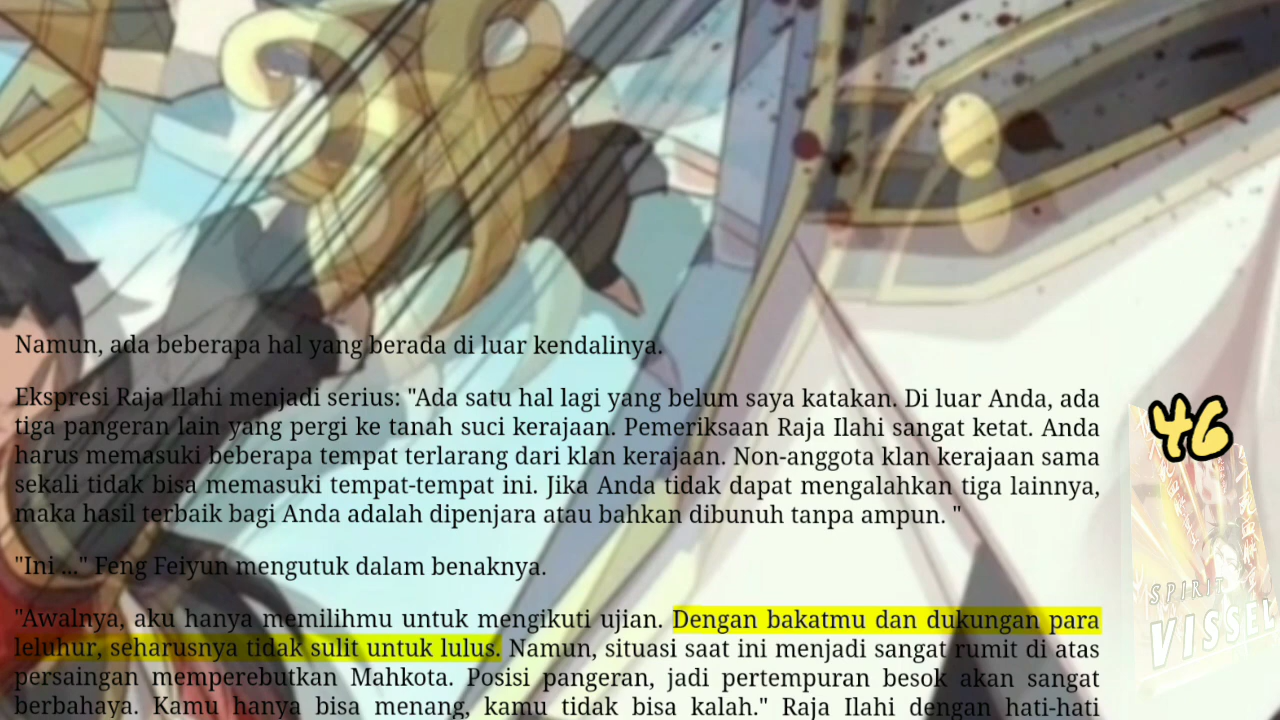 Namun, ada beberapa hal yang berada di luar kendalinya.
Ekspresi Raja Ilahi menjadi serius: "Ada satu hal lagi yang belum saya katakan. Di luar Anda, ada
tiga pangeran lain yang pergi ke tanah suci kerajaan. Pemeriksaan Raja Ilahi sangat ketat. Anda
harus memasuki beberapa tempat terlarang dari klan kerajaan. Non-anggota klan kerajaan sama
sekali tidak bisa memasuki tempat-tempat ini. Jika Anda tidak dapat mengalahkan tiga lainnya,
maka hasil terbaik bagi Anda adalah dipenjara atau bahkan dibunuh tanpa ampun. "
"Ini ..." Feng Feiyun mengutuk dalam benaknya.
"Awalnya, aku hanya memilihmu untuk mengikuti ujian. Dengan bakatmu dan dukungan para
leluhur, seharusnya tidak sulit untuk lulus. Namun, situasi saat ini menjadi sangat rumit di atas
persaingan memperebutkan Mahkota. Posisi pangeran, jadi pertempuran besok akan sangat
berbahaya. Kamu hanya bisa menang, kamu tidak bisa kalah." Raja Ilahi dengan hati-hati
46
SPIRIT
VISSEL